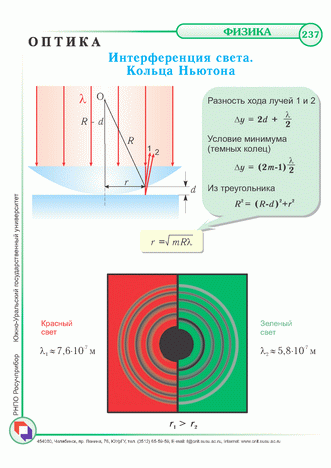 ФИЗИКА
237
ОПТИКА
Интерференция света.
Кольца Ньютона
λ
O
R - d
R
1 2
r
d
Разность хода лучей 1 и 2
Δy = 2d + λ/2
Условие минимума
(темных колец)
Δy = (2m-1) λ/2
Из треугольника
R² = (R-d)²+r²
r = √mRλ
Красный
свет
λ₁ ≈ 7,6·10⁻⁷ м
Зеленый
свет
λ₂ ≈ 5,8·10⁻⁷ м
r₁ > r₂
РНПО Росучприбор
Южно-Уральский государственный университет